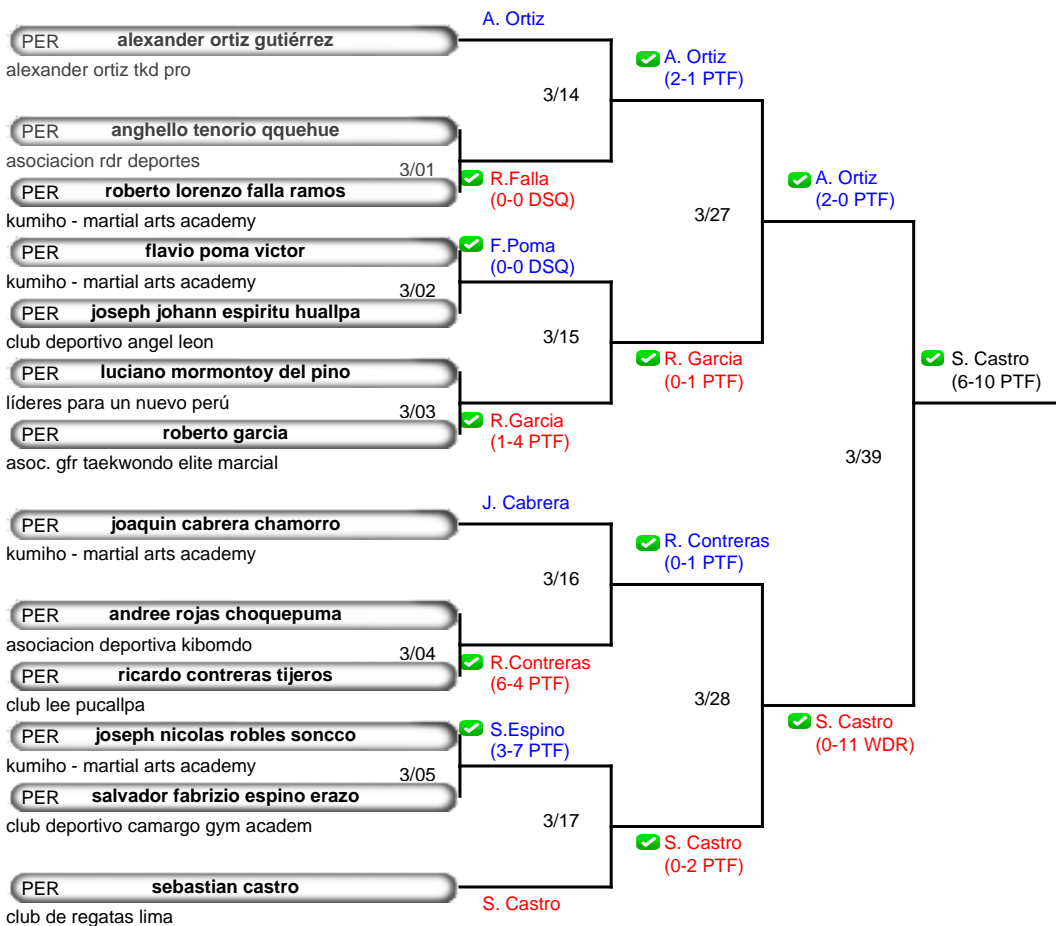 A. Ortiz
PER alexander ortiz gutiérrez
alexander ortiz tkd pro
A. Ortiz
(2-1 PTF)
3/14
PER anghello tenorio qquehue
asociacion rdr deportes
3/01
R.Falla
(0-0 DSQ)
PER roberto lorenzo falla ramos
kumiho - martial arts academy
A. Ortiz
(2-0 PTF)
3/27
PER flavio poma victor
kumiho - martial arts academy
F.Poma
(0-0 DSQ)
3/02
PER joseph johann espiritu huallpa
club deportivo angel leon
3/15
R. Garcia
(0-1 PTF)
PER luciano mormontoy del pino
líderes para un nuevo perú
3/03
R.Garcia
(1-4 PTF)
PER roberto garcia
asoc. gfr taekwondo elite marcial
S. Castro
(6-10 PTF)
3/39
J. Cabrera
PER joaquin cabrera chamorro
kumiho - martial arts academy
R. Contreras
(0-1 PTF)
3/16
PER andree rojas choquepuma
asociacion deportiva kibomdo
3/04
R.Contreras
(6-4 PTF)
PER ricardo contreras tijeros
club lee pucallpa
3/28
S. Castro
(0-11 WDR)
PER joseph nicolas robles soncco
kumiho - martial arts academy
S.Espino
(3-7 PTF)
3/05
PER salvador fabrizio espino erazo
club deportivo camargo gym academ
3/17
S. Castro
(0-2 PTF)
PER sebastian castro
club de regatas lima
S. Castro